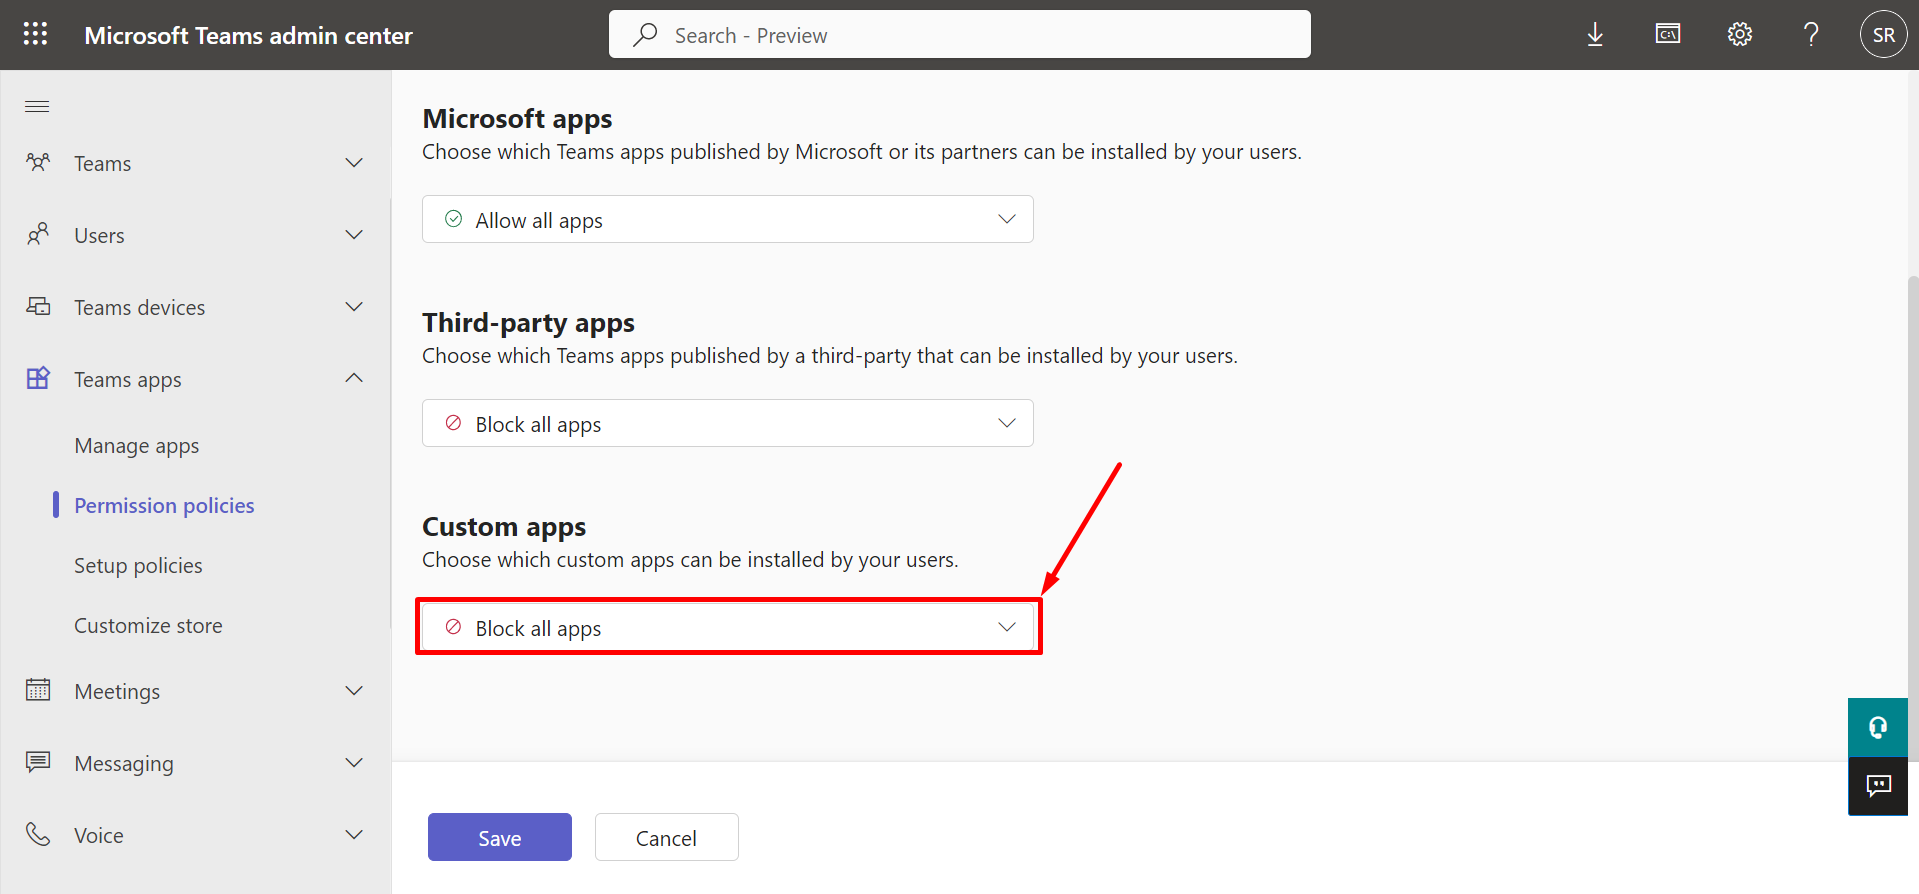 Microsoft Teams admin center
Search - Preview
C:\
?
SR
Teams
Users
Teams devices
Teams apps
Manage apps
Permission policies
Setup policies
Customize store
Meetings
Messaging
Voice
Microsoft apps
Choose which Teams apps published by Microsoft or its partners can be installed by your users.
Allow all apps
Third-party apps
Choose which Teams apps published by a third-party that can be installed by your users.
Block all apps
Custom apps
Choose which custom apps can be installed by your users.
Block all apps
Save
Cancel